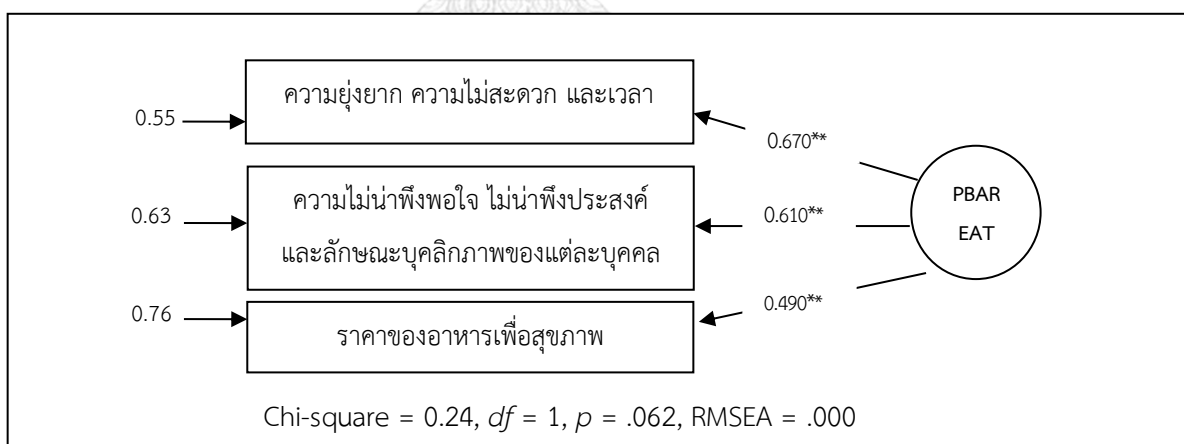 ความยุ่งยาก ความไม่สะดวก และเวลา
0.55
0.670**
ความไม่น่าพึงพอใจ ไม่น่าพึงประสงค์
และลักษณะบุคลิกภาพของแต่ละบุคคล
0.63
0.610**
PBAR
EAT
0.76
0.490**
ราคาของอาหารเพื่อสุขภาพ
Chi-square = 0.24, df = 1, p = .062, RMSEA = .000